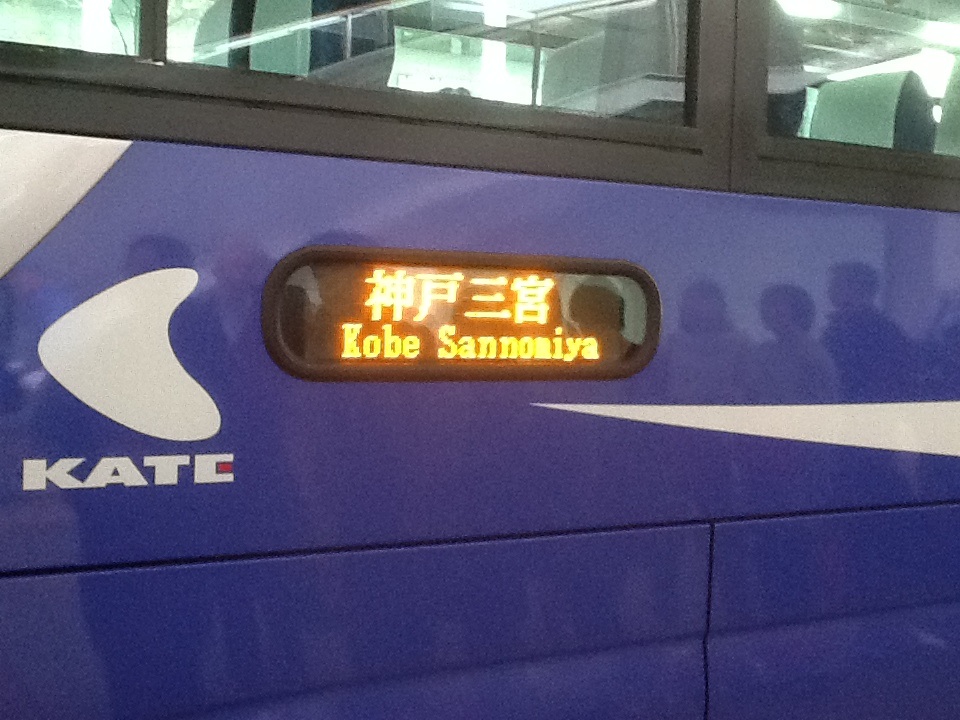 神戸三宮
Kobe Sannomiya
KATE